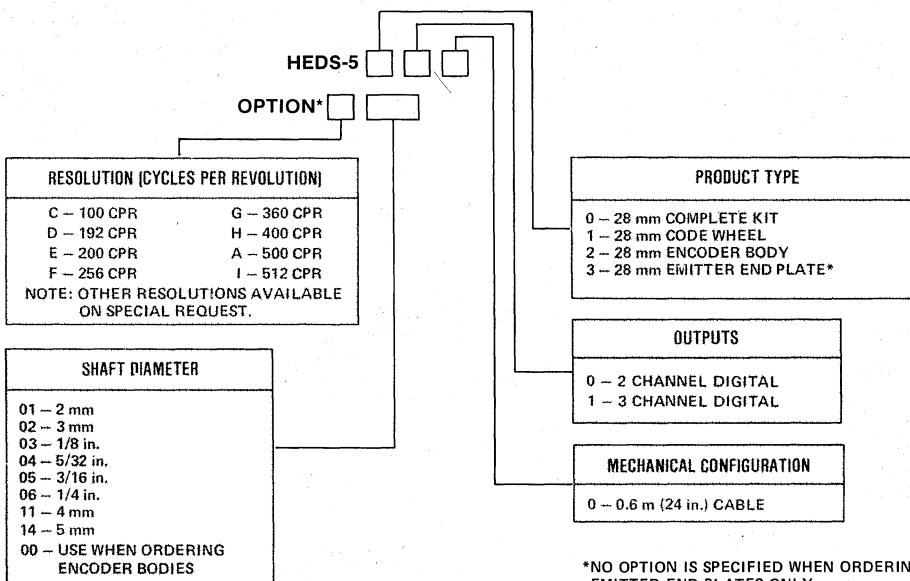 HEDS-5
OPTION*
RESOLUTION (CYCLES PER REVOLUTION)
C – 100 CPR G – 360 CPR
D – 192 CPR H – 400 CPR
E – 200 CPR A – 500 CPR
F – 256 CPR I – 512 CPR
NOTE: OTHER RESOLUTIONS AVAILABLE
ON SPECIAL REQUEST.
SHAFT DIAMETER
01 – 2 mm
02 – 3 mm
03 – 1/8 in.
04 – 5/32 in.
05 – 3/16 in.
06 – 1/4 in.
11 – 4 mm
14 – 5 mm
00 – USE WHEN ORDERING
ENCODER BODIES
PRODUCT TYPE
0 – 28 mm COMPLETE KIT
1 – 28 mm CODE WHEEL
2 – 28 mm ENCODER BODY
3 – 28 mm EMITTER END PLATE*
OUTPUTS
0 – 2 CHANNEL DIGITAL
1 – 3 CHANNEL DIGITAL
MECHANICAL CONFIGURATION
0 – 0.6 m (24 in.) CABLE
*NO OPTION IS SPECIFIED WHEN ORDERIN